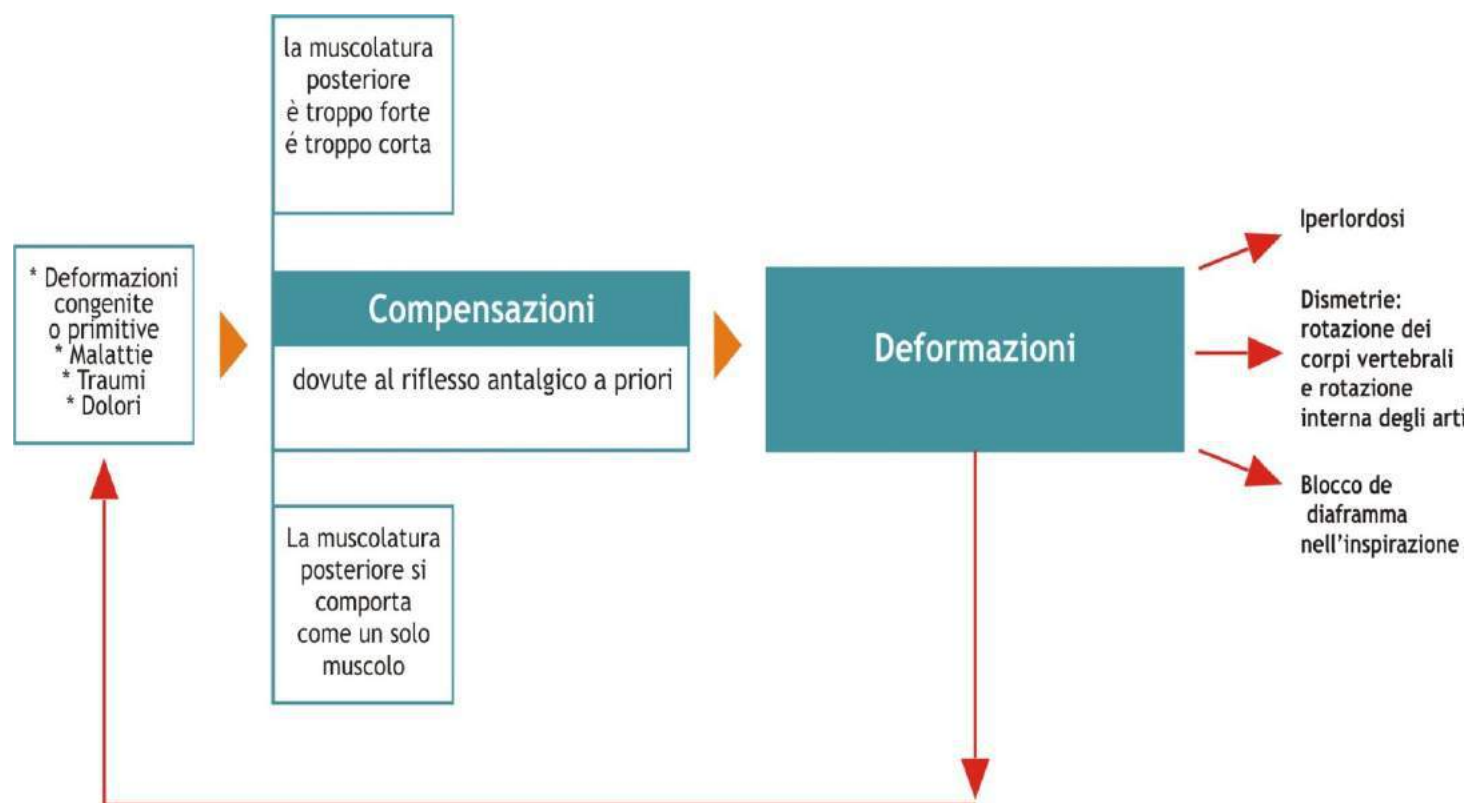 la muscolatura
posteriore
è troppo forte
é troppo corta
* Deformazioni
congenite
o primitive
* Malattie
* Traumi
* Dolori
Compensazioni
dovute al riflesso antalgico a priori
La muscolatura
posteriore si
comporta
come un solo
muscolo
Deformazioni
Iperlordosi
Dismetrie:
rotazione dei
corpi vertebrali
e rotazione
interna degli arti
Blocco de
diaframma
nell'inspirazione